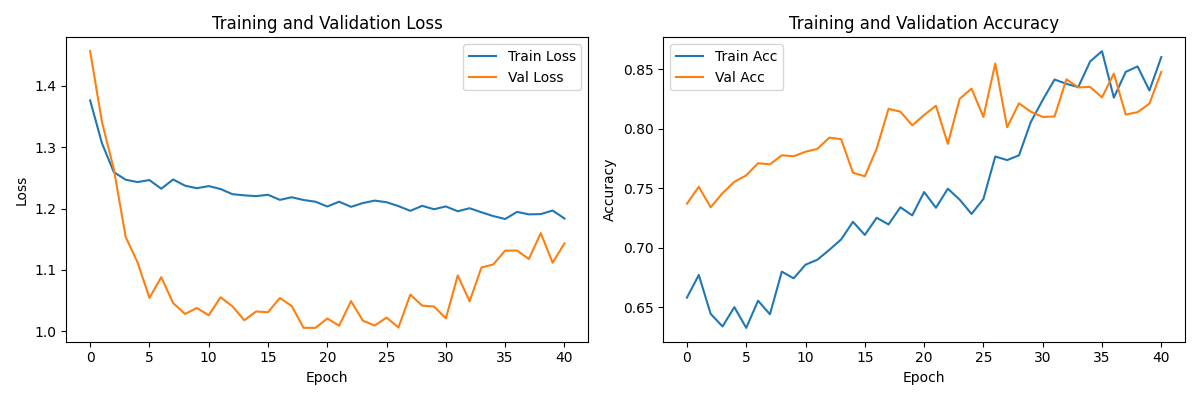 Training and Validation Loss
Train Loss
Val Loss
Loss
1.4
1.3
1.2
1.1
1.0
0 5 10 15 20 25 30 35 40
Epoch
Training and Validation Accuracy
Train Acc
Val Acc
Accuracy
0.85
0.80
0.75
0.70
0.65
0 5 10 15 20 25 30 35 40
Epoch